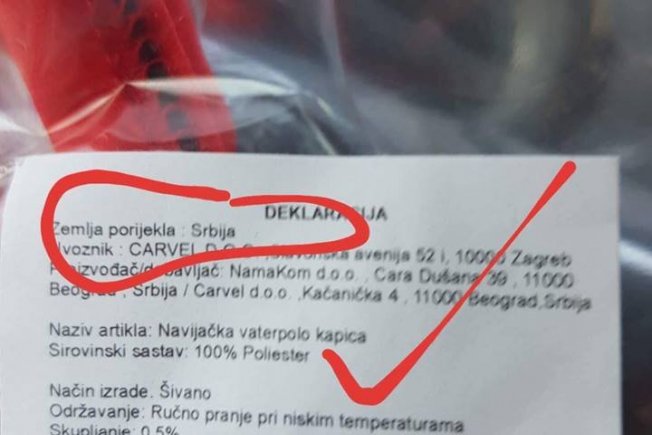 DEKLARACIJA
Zemlja porijekla : Srbija
Uvoznik : CARVEL D.O.O., Slavonska avenija 52 i, 10000 Zagreb
Proizvođač/dobavljač: NamaKom d.o.o. , Cara Dušana 39 , 11000
Beograd , Srbija / Carvel d.o.o. ,Kačanička 4 , 11000 Beograd,Srbija
Naziv artikla: Navijačka vaterpolo kapica
Sirovinski sastav: 100% Poliester
Način izrade. Šivano
Održavanje: Ručno pranje pri niskim temperaturama
Skupljanje: 0,5%